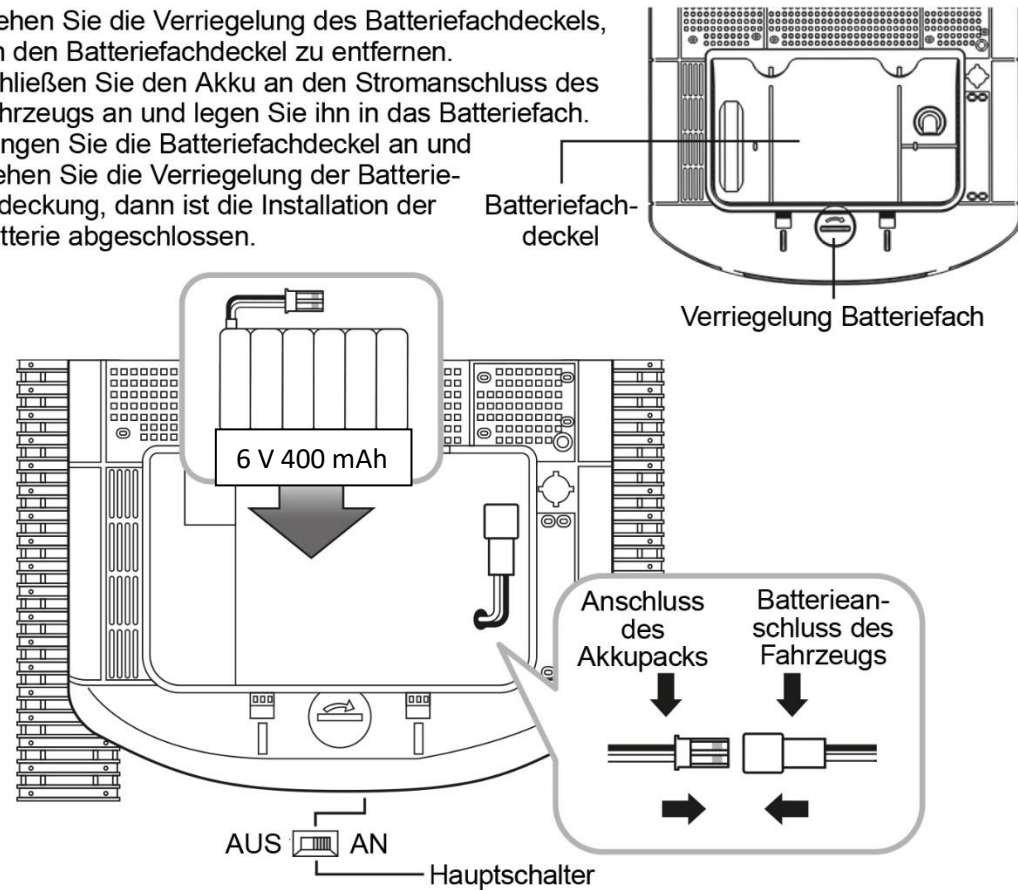 ehen Sie die Verriegelung des Batteriefachdeckels,
den Batteriefachdeckel zu entfernen.
hließen Sie den Akku an den Stromanschluss des
hrzeugs an und legen Sie ihn in das Batteriefach.
ngen Sie die Batteriefachdeckel an und
ehen Sie die Verriegelung der Batterie-
deckung, dann ist die Installation der
tterie abgeschlossen.
Batteriefach-
deckel
Verriegelung Batteriefach
6 V 400 mAh
Anschluss
des
Akkupacks
Batteriean-
schluss des
Fahrzeugs
AUS AN
Hauptschalter